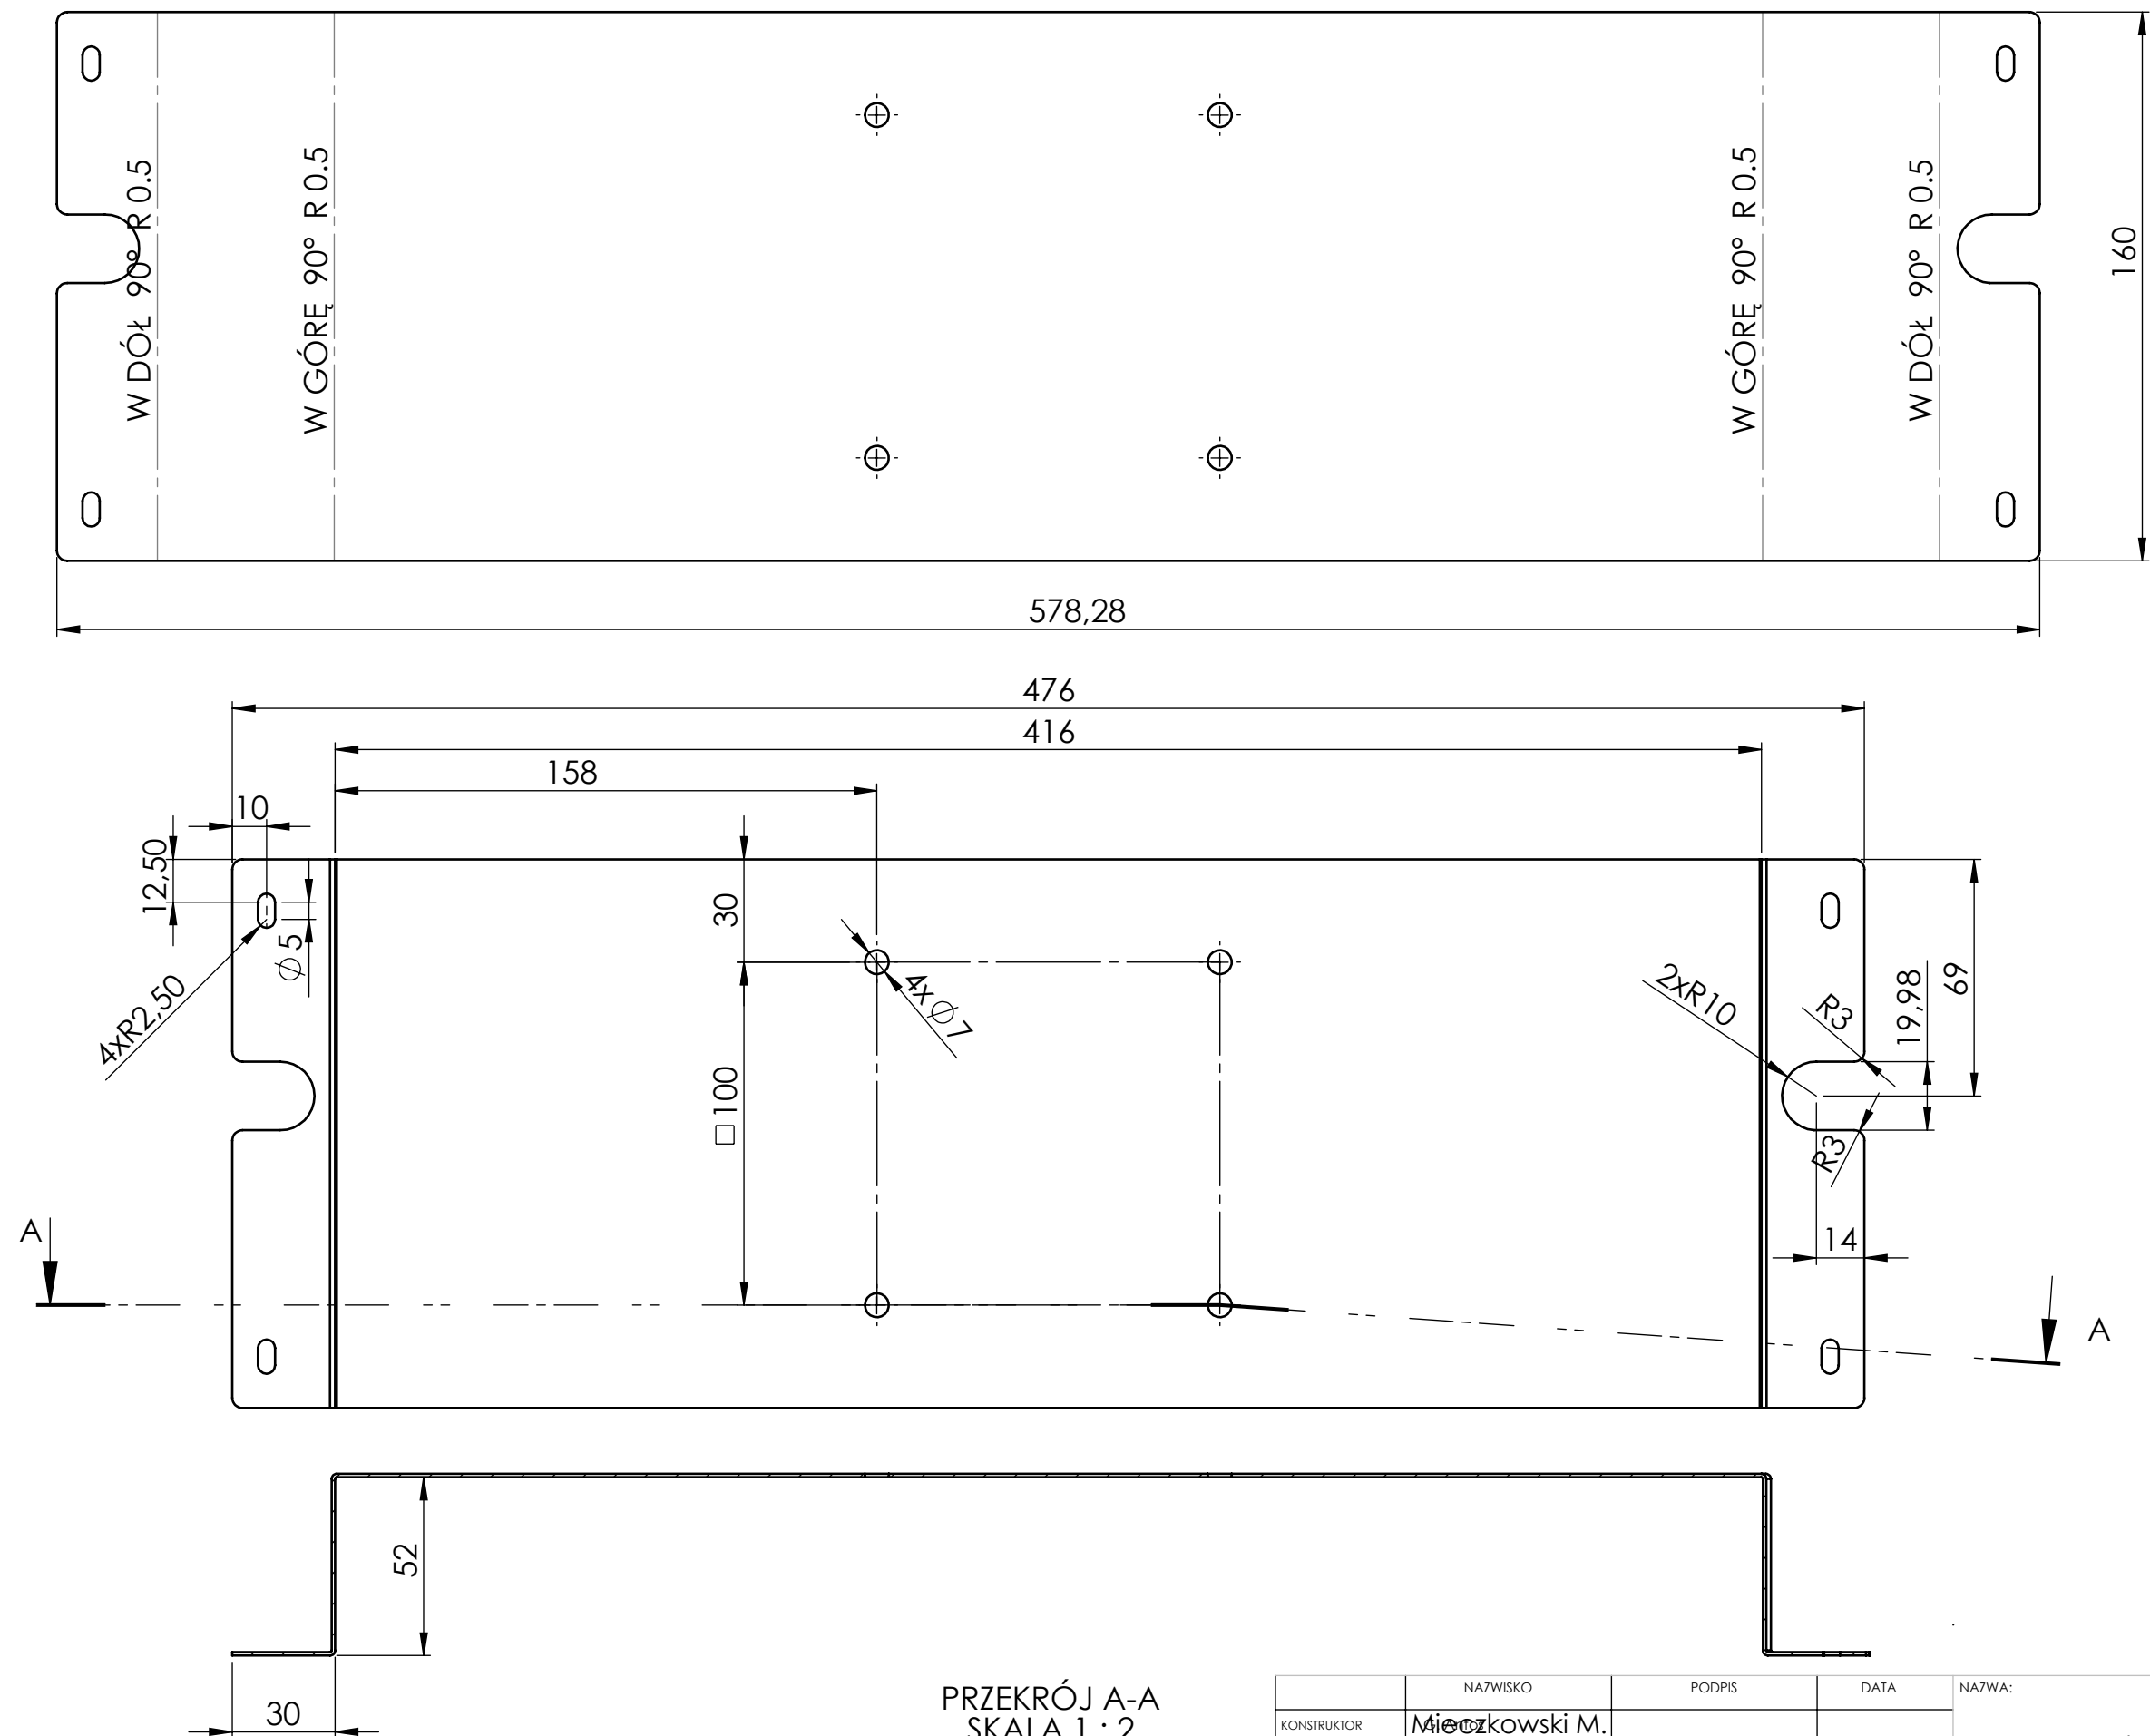 W DÓŁ 90° R 0.5
W GÓRĘ 90° R 0.5
W GÓRĘ 90° R 0.5
W DÓŁ 90° R 0.5
160
578,28
476
416
158
10
12,50
30
Ø5
4xR2,50
4xØ7
□100
2xR10
R3
19,98
69
R3
14
A
A
52
30
PRZEKRÓJ A-A
SKALA 1 : 2
NAZWISKO PODPIS DATA NAZWA:
KONSTRUKTOR Mieczkowski M.